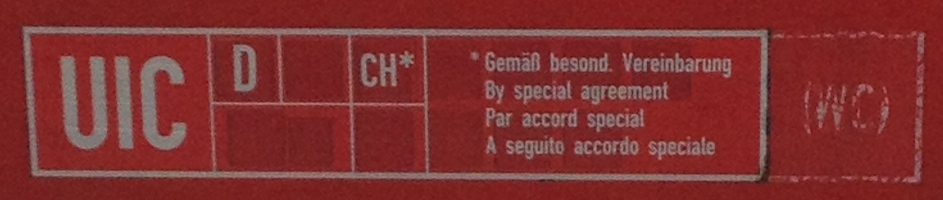 UIC
D
CH*
* Gemäß besond. Vereinbarung
By special agreement
Par accord special
A seguito accordo speciale
(WC)